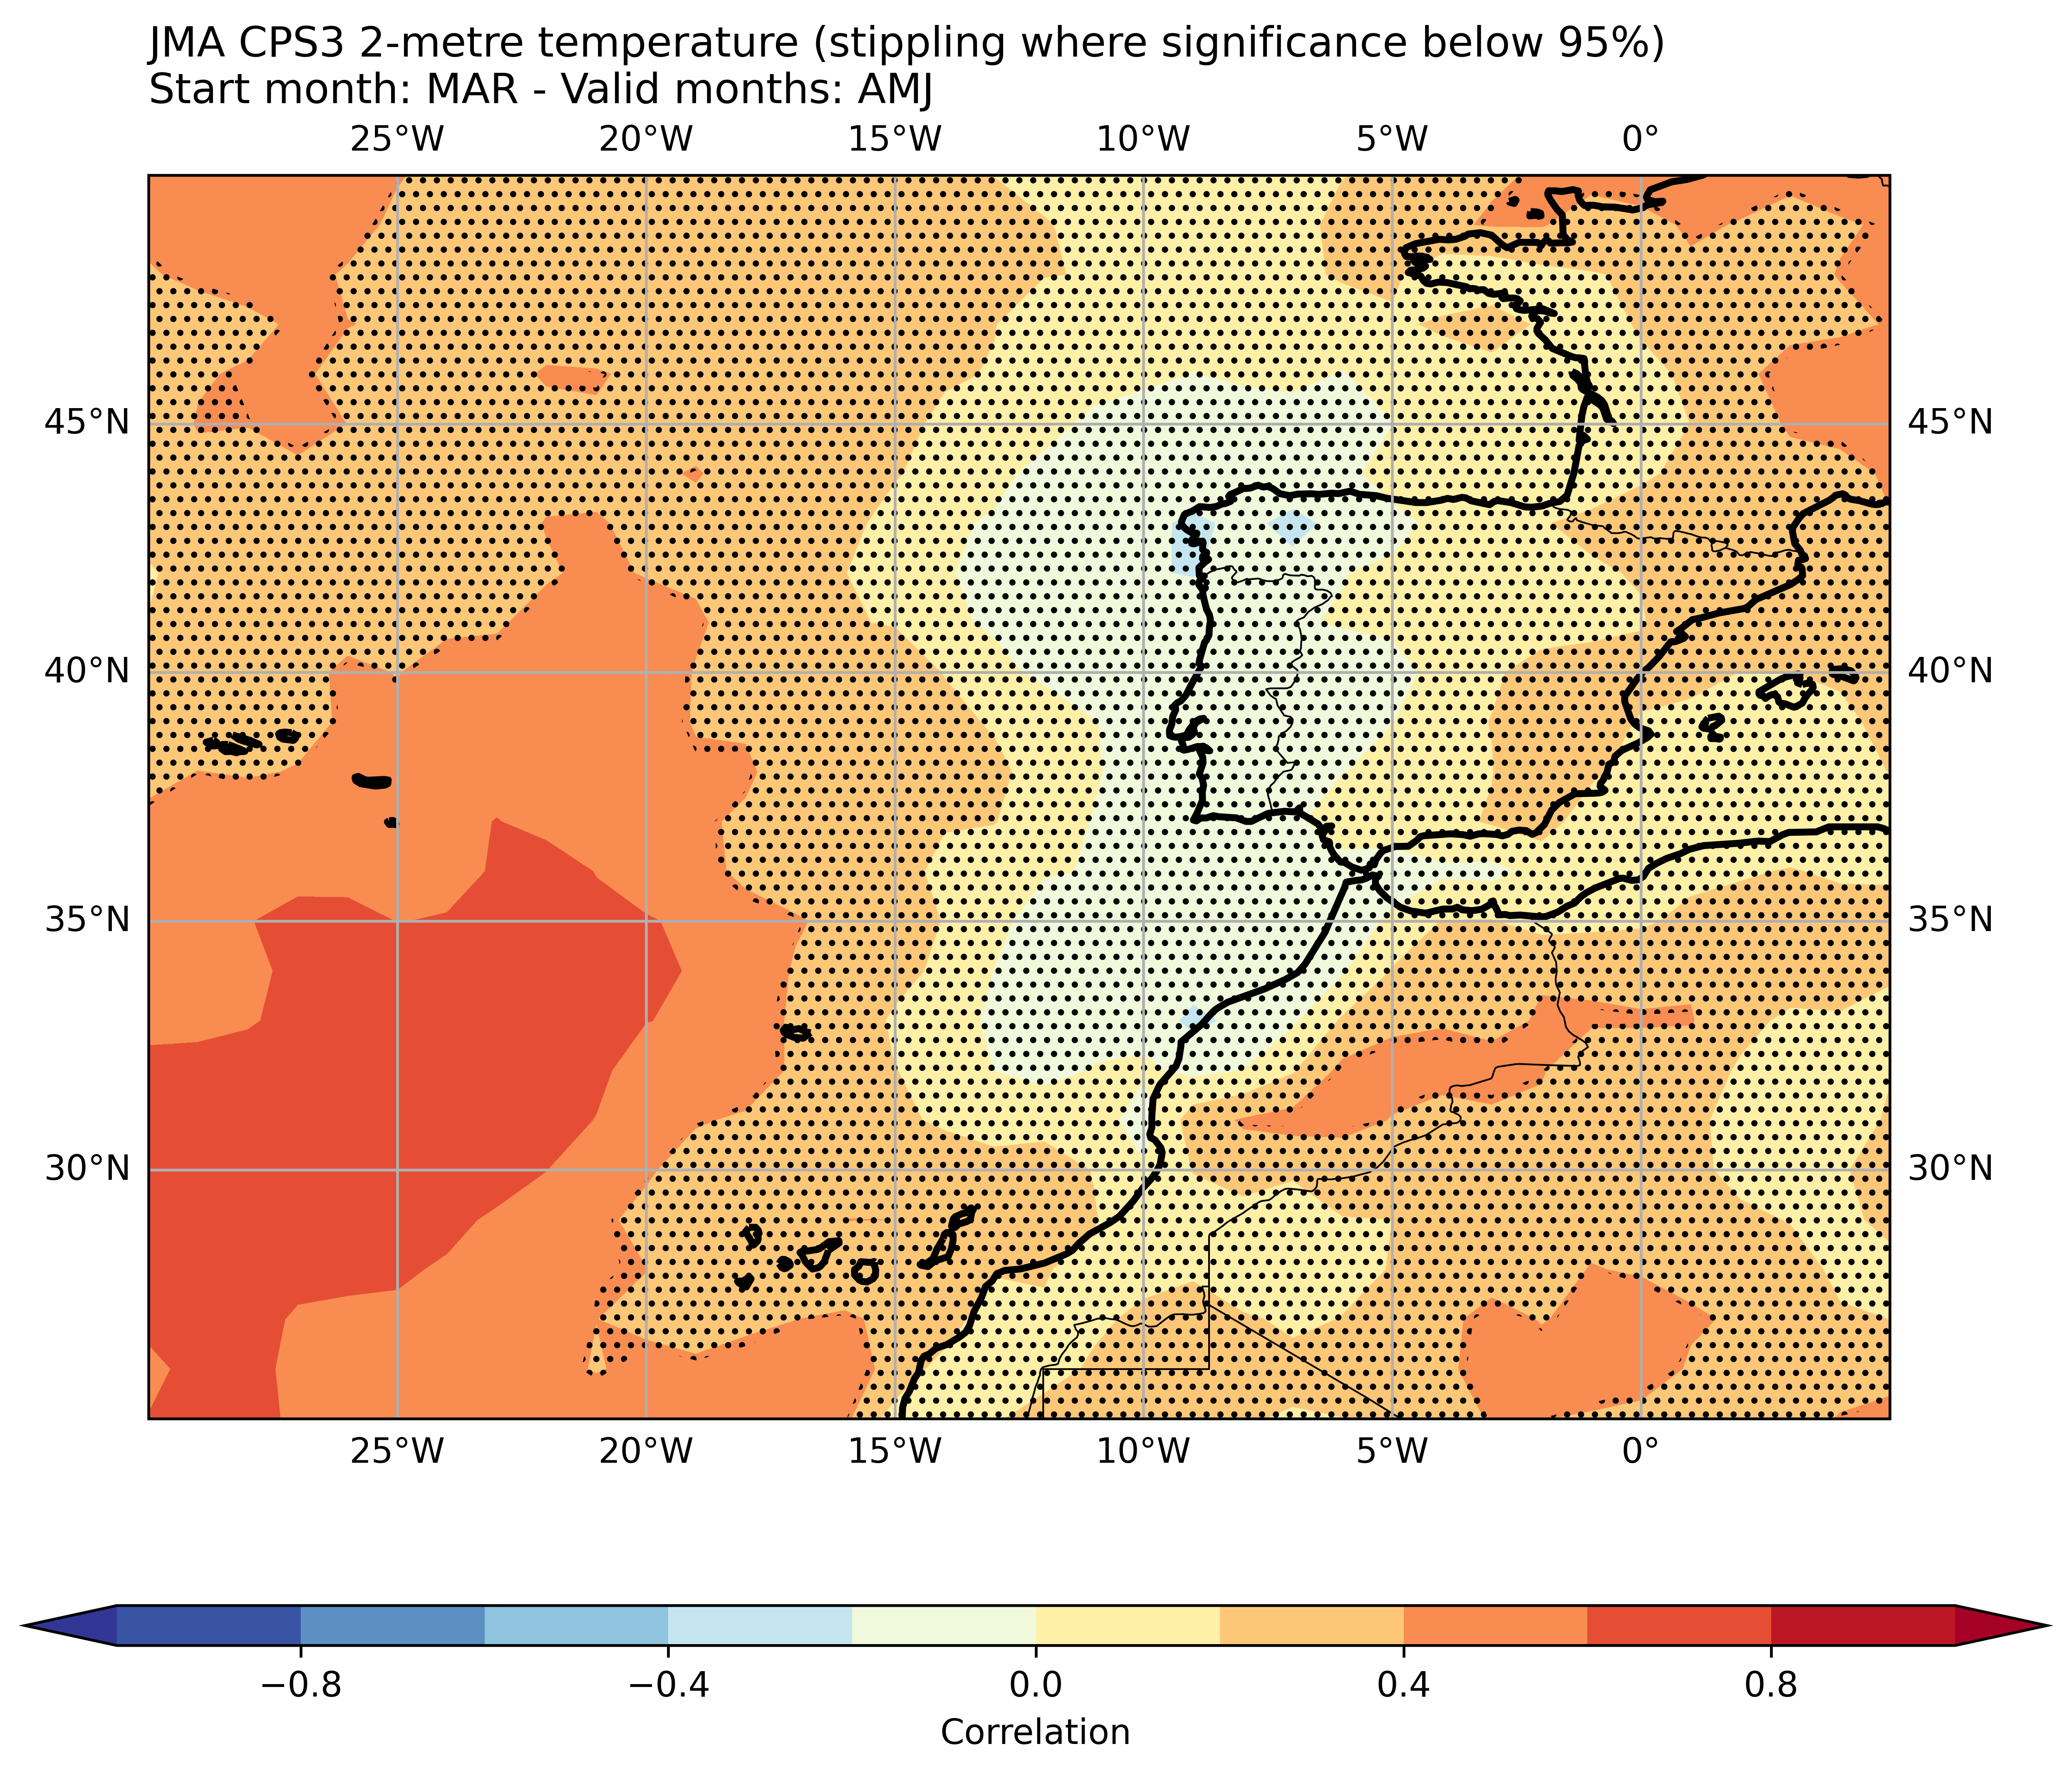 JMA CPS3 2-metre temperature (stippling where significance below 95%)
Start month: MAR - Valid months: AMJ
25°W 20°W 15°W 10°W 5°W 0°
45°N 45°N
40°N 40°N
35°N 35°N
30°N 30°N
25°W 20°W 15°W 10°W 5°W 0°
−0.8 −0.4 0.0 0.4 0.8
Correlation